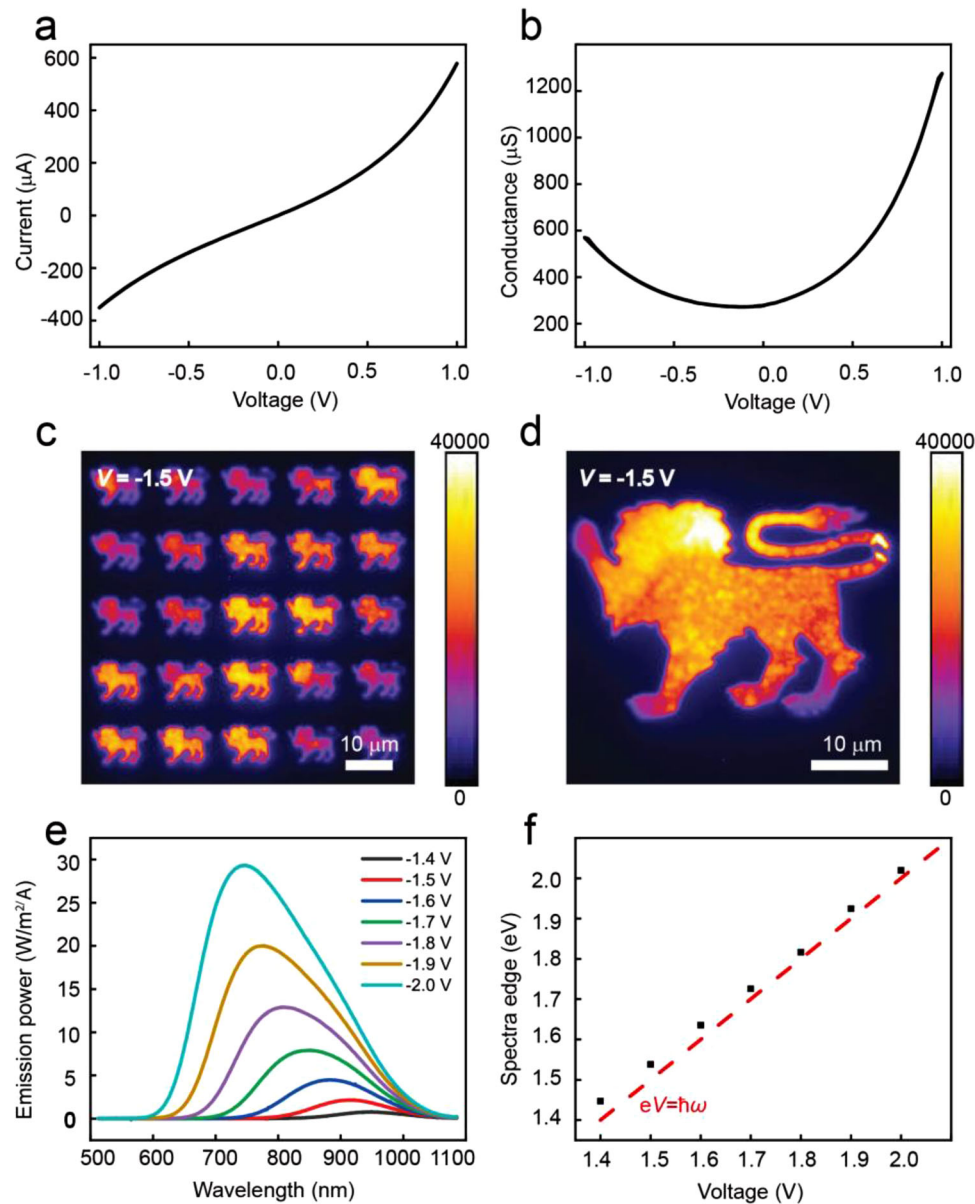 a
600
400
200
0
-200
-400
Current (μA)
-1.0 -0.5 0.0 0.5 1.0
Voltage (V)
b
1200
1000
800
600
400
200
Conductance (μS)
-1.0 -0.5 0.0 0.5 1.0
Voltage (V)
c
V = -1.5 V
10 μm
40000
0
d
V = -1.5 V
10 μm
40000
0
e
30
25
20
15
10
5
0
Emission power (W/m²/A)
-1.4 V
-1.5 V
-1.6 V
-1.7 V
-1.8 V
-1.9 V
-2.0 V
500 600 700 800 900 1000 1100
Wavelength (nm)
f
2.0
1.9
1.8
1.7
1.6
1.5
1.4
Spectra edge (eV)
eV=ħω
1.4 1.5 1.6 1.7 1.8 1.9 2.0
Voltage (V)